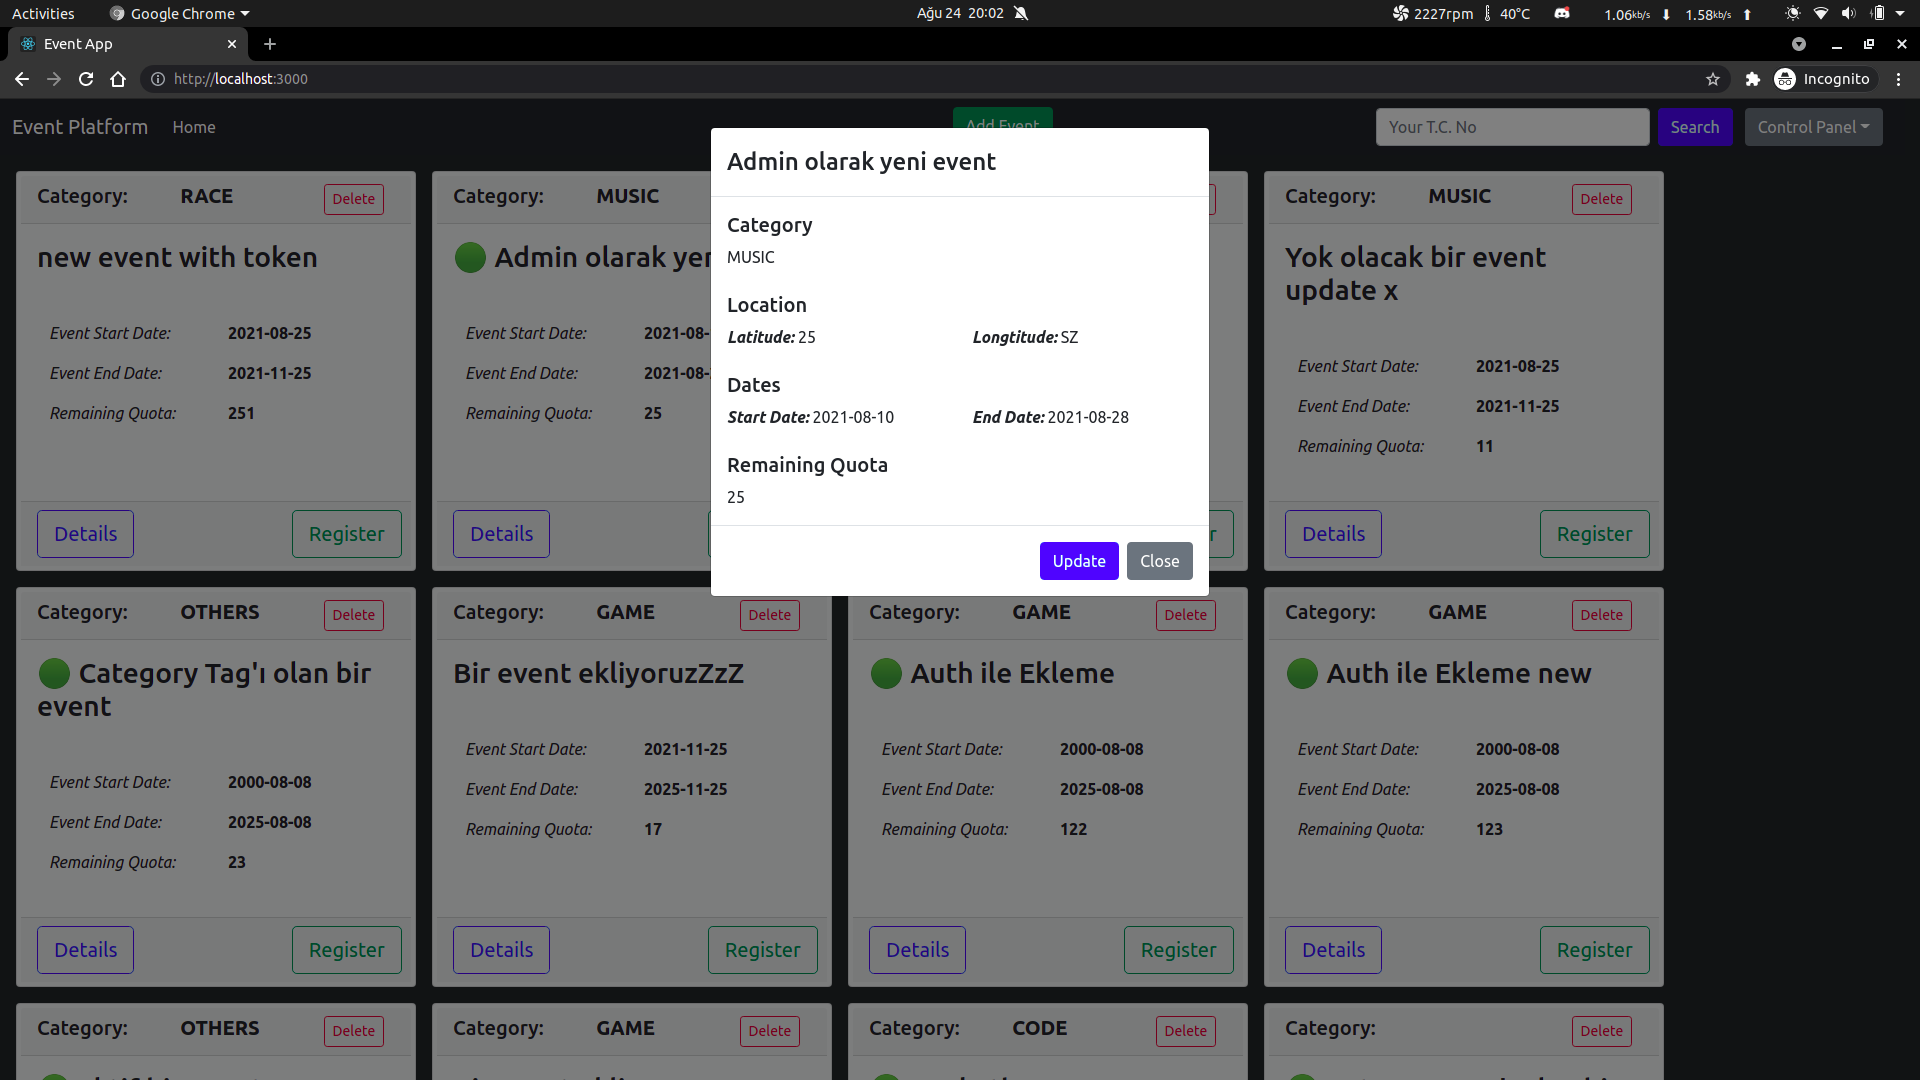 Activities Google Chrome Ağu 24 20:02 2227rpm 40°C 1.06kb/s 1.58kb/s
Event App
http://localhost:3000 Incognito
Event Platform Home Add Event Your T.C. No Search Control Panel
Admin olarak yeni event
Category
MUSIC
Location
Latitude: 25 Longtitude: SZ
Dates
Start Date: 2021-08-10 End Date: 2021-08-28
Remaining Quota
25
Update Close
Category: RACE Delete
new event with token
Event Start Date: 2021-08-25
Event End Date: 2021-11-25
Remaining Quota: 251
Details Register
Category: MUSIC
Admin olarak
Event Start Date: 2021-08-
Event End Date: 2021-08-
Remaining Quota: 25
Details
Category: MUSIC Delete
Yok olacak bir event
update x
Event Start Date: 2021-08-25
Event End Date: 2021-11-25
Remaining Quota: 11
Details Register
Category: OTHERS Delete
Category Tag'ı olan bir
event
Event Start Date: 2000-08-08
Event End Date: 2025-08-08
Remaining Quota: 23
Details Register
Category: GAME Delete
Bir event ekliyoruzZzZ
Event Start Date: 2021-11-25
Event End Date: 2025-11-25
Remaining Quota: 17
Details Register
Category: GAME Delete
Auth ile Ekleme
Event Start Date: 2000-08-08
Event End Date: 2025-08-08
Remaining Quota: 122
Details Register
Category: GAME Delete
Auth ile Ekleme new
Event Start Date: 2000-08-08
Event End Date: 2025-08-08
Remaining Quota: 123
Details Register
Category: OTHERS Delete
Category: GAME Delete
Category: CODE Delete
Category: Delete